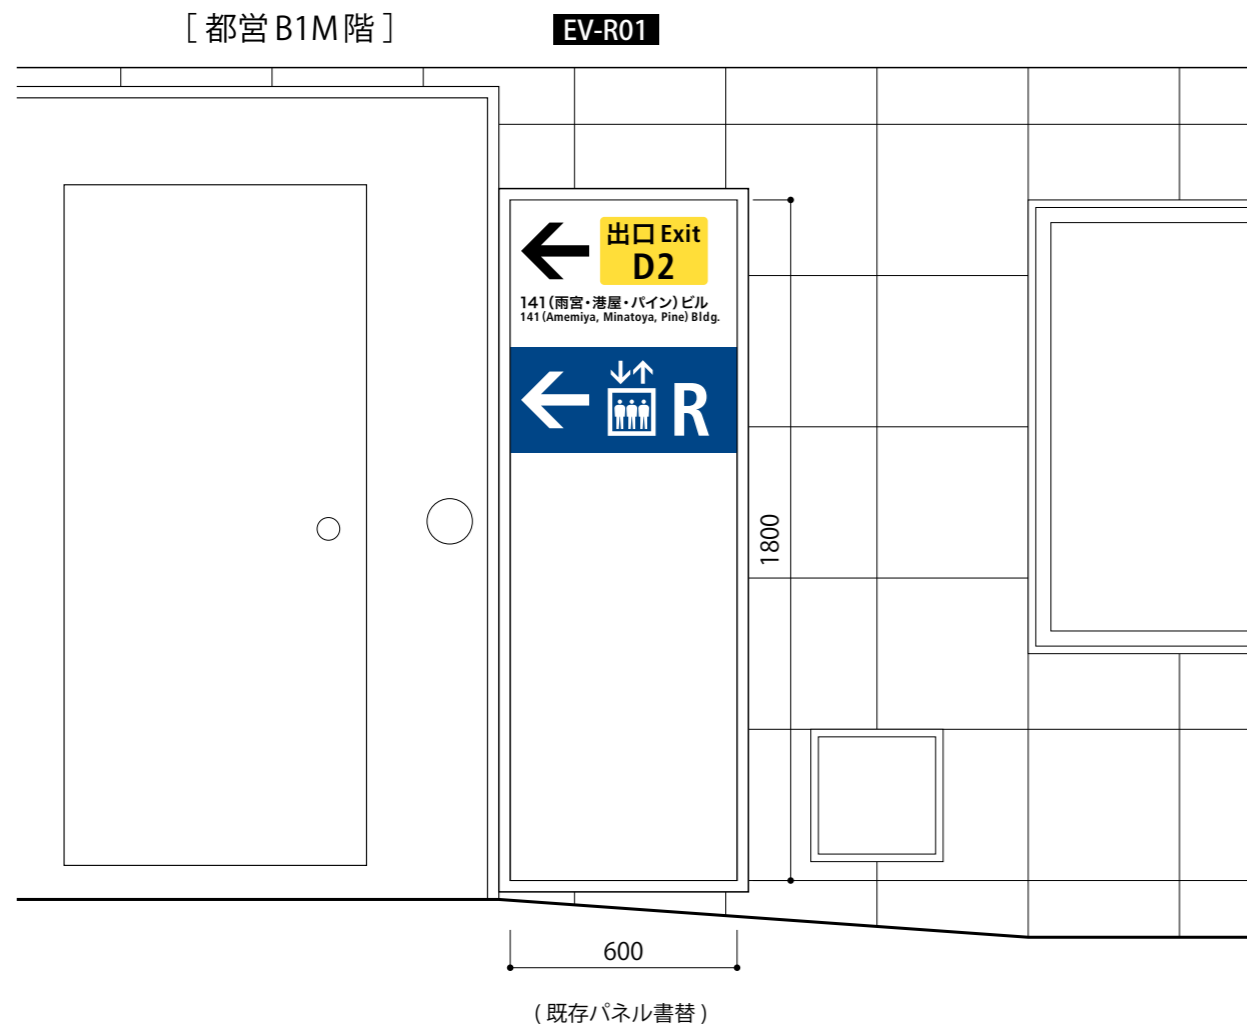 ［都営B1M階］
EV-R01
出口 Exit
D2
141（雨宮・港屋・パイン）ビル
141 (Amemiya, Minatoya, Pine) Bldg.
R
1800
600
(既存パネル書替)